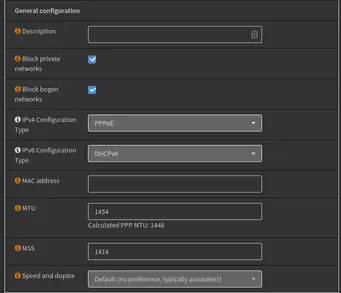 General configuration
Description
Block private
networks
Block bogon
networks
IPv4 Configuration
Type
PPPoE
IPv6 Configuration
Type
DHCPv6
MAC address
MTU
1454
Calculated PPP MTU: 1446
MSS
1414
Speed and duplex
Default (no preference, typically autoselect)